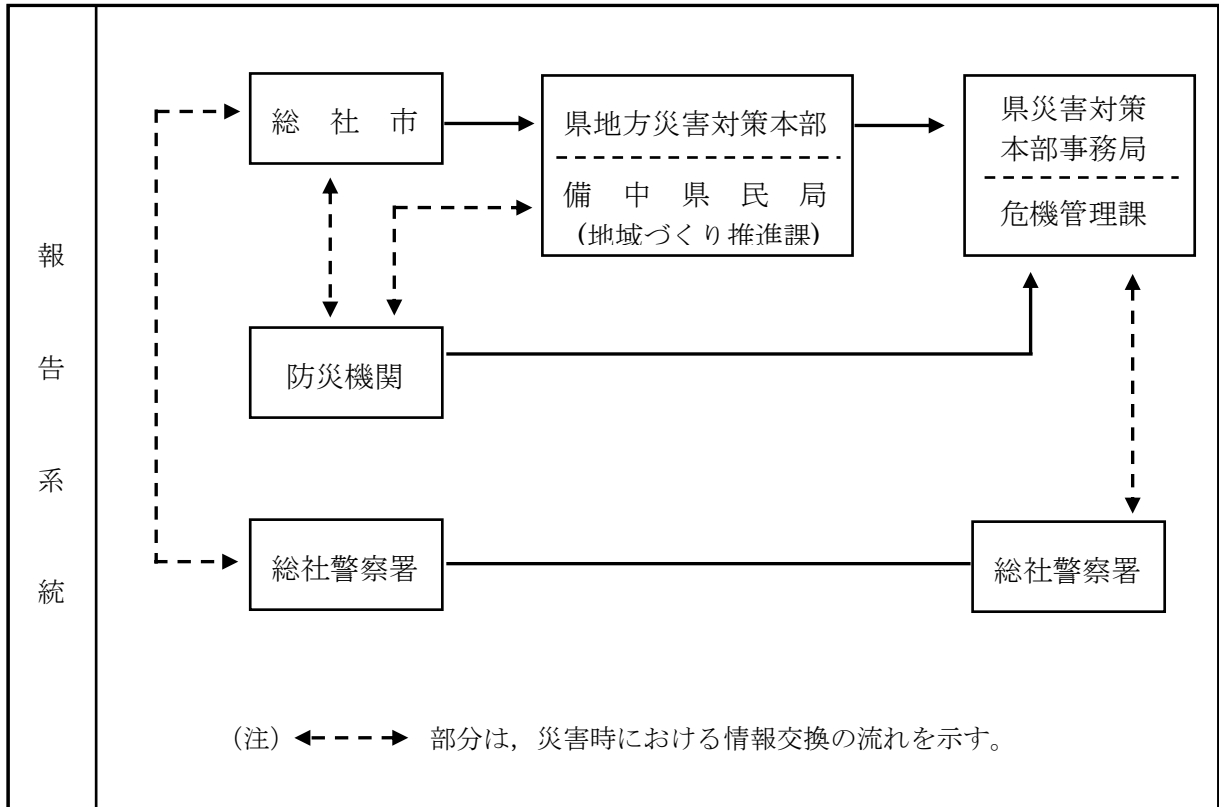 報告系統
総社市
県地方災害対策本部
備中県民局
(地域づくり推進課)
県災害対策
本部事務局
危機管理課
防災機関
総社警察署
総社警察署
(注) 部分は，災害時における情報交換の流れを示す。